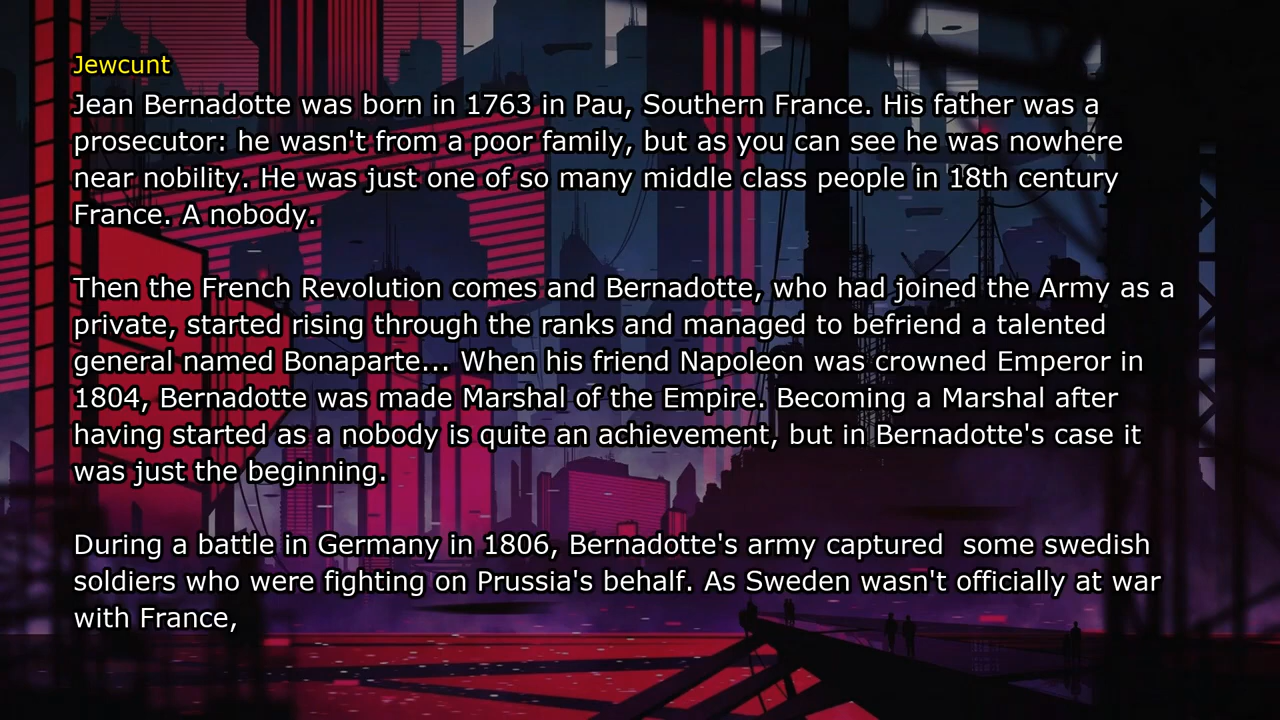 Jewcunt
Jean Bernadotte was born in 1763 in Pau, Southern France. His father was a
prosecutor: he wasn't from a poor family, but as you can see he was nowhere
near nobility. He was just one of so many middle class people in 18th century
France. A nobody.
Then the French Revolution comes and Bernadotte, who had joined the Army as a
private, started rising through the ranks and managed to befriend a talented
general named Bonaparte... When his friend Napoleon was crowned Emperor in
1804, Bernadotte was made Marshal of the Empire. Becoming a Marshal after
having started as a nobody is quite an achievement, but in Bernadotte's case it
was just the beginning.
During a battle in Germany in 1806, Bernadotte's army captured  some swedish
soldiers who were fighting on Prussia's behalf. As Sweden wasn't officially at war
with France,